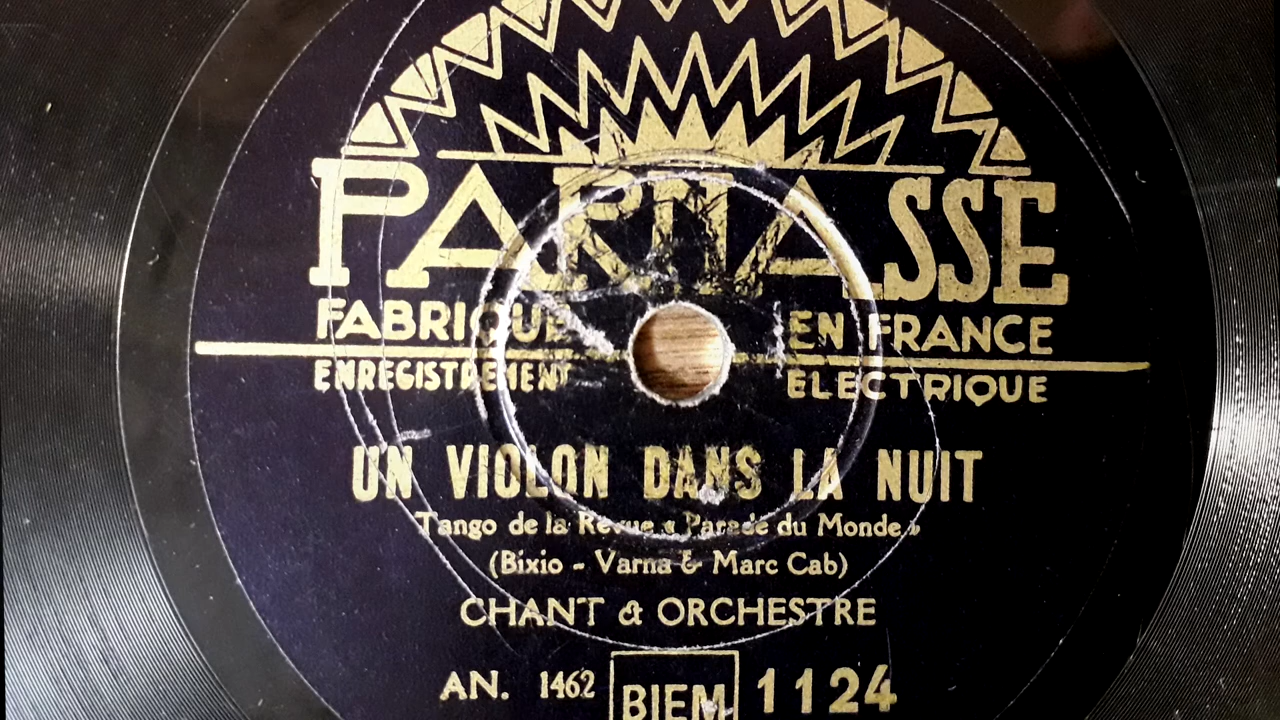 PARNASSE
FABRIQUE EN FRANCE
ENREGISTREMENT ELECTRIQUE
UN VIOLON DANS LA NUIT
Tango de la Revue « Parade du Monde »
(Bixio - Varna & Marc Cab)
CHANT & ORCHESTRE
AN. 1462 BIEM 1124